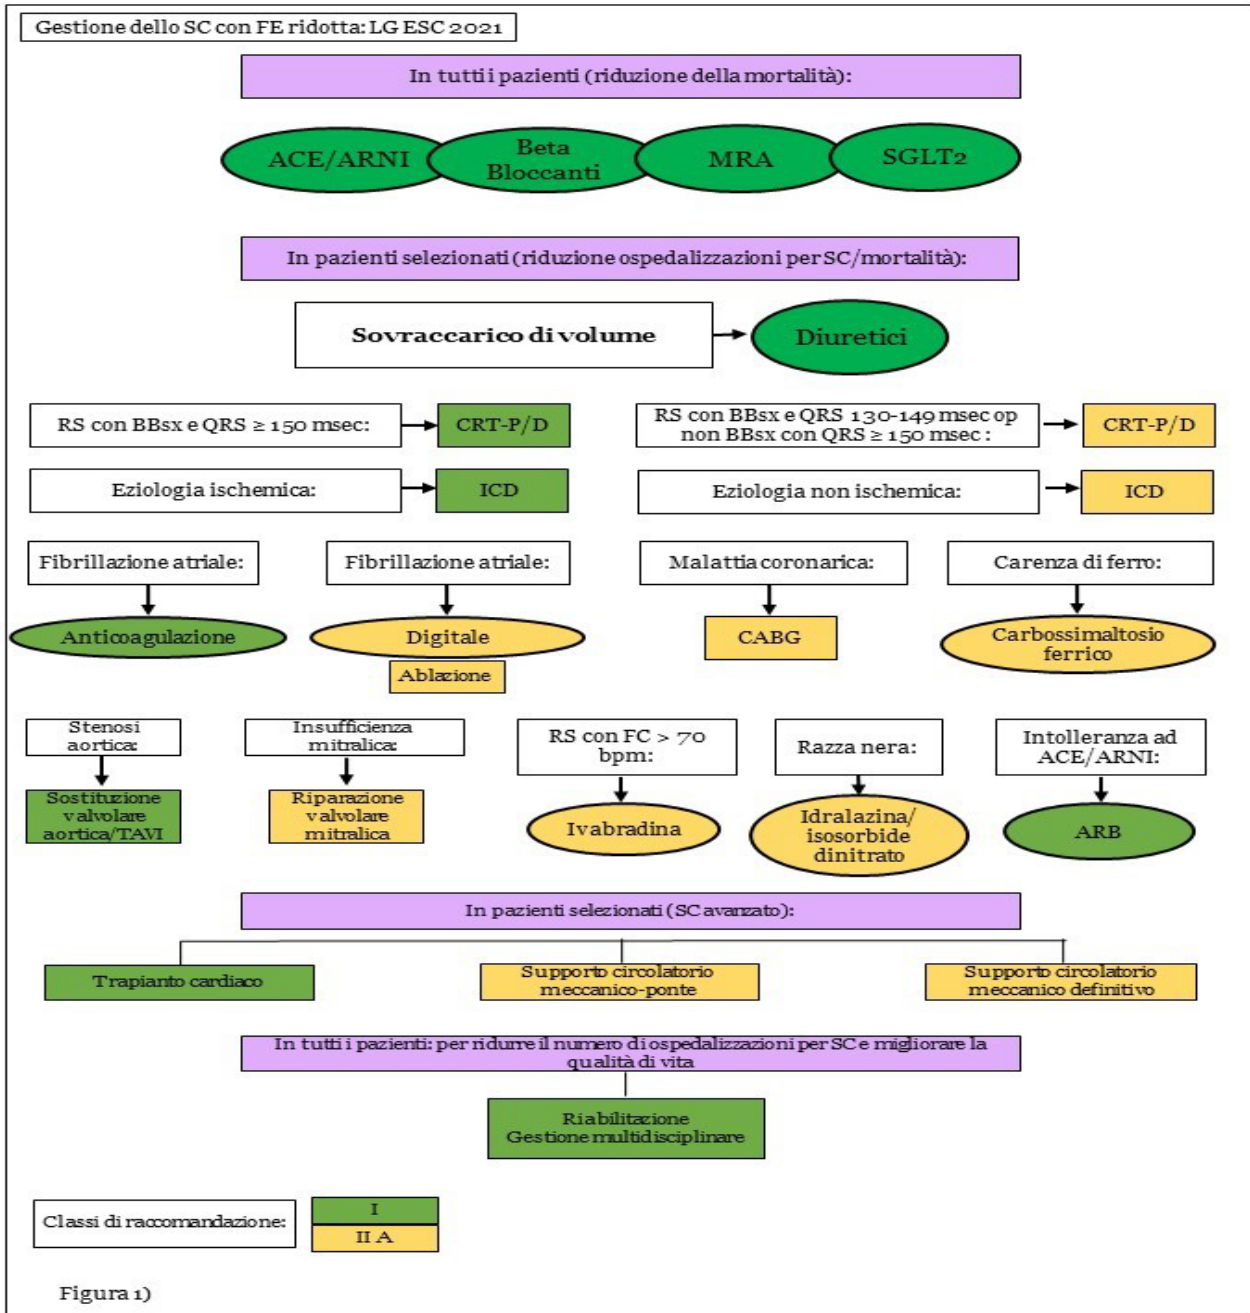 Gestione dello SC con FE ridotta: LG ESC 2021
In tutti i pazienti (riduzione della mortalità):
ACE/ARNI
Beta
Bloccanti
MRA
SGLT2
In pazienti selezionati (riduzione ospedalizzazioni per SC/mortalità):
Sovraccarico di volume
Diuretici
RS con BBsx e QRS ≥ 150 msec:
CRT-P/D
RS con BBsx e QRS 130-149 msec op
non BBsx con QRS ≥ 150 msec :
CRT-P/D
Eziologia ischemica:
ICD
Eziologia non ischemica:
ICD
Fibrillazione atriale:
Fibrillazione atriale:
Malattia coronarica:
Carenza di ferro:
Anticoagulazione
Digitale
Ablazione
CABG
Carbossimaltosio
ferrico
Stenosi
aortica:
Insufficienza
mitralica:
RS con FC > 70
bpm:
Razza nera:
Intolleranza ad
ACE/ARNI:
Sostituzione
valvolare
aortica/TAVI
Riparazione
valvolare
mitralica
Ivabradina
Idralazina/
isosorbide
dinitrato
ARB
In pazienti selezionati (SC avanzato):
Trapianto cardiaco
Supporto circolatorio
meccanico-ponte
Supporto circolatorio
meccanico definitivo
In tutti i pazienti: per ridurre il numero di ospedalizzazioni per SC e migliorare la
qualità di vita
Riabilitazione
Gestione multidisciplinare
Classi di raccomandazione:
I
II A
Figura 1)